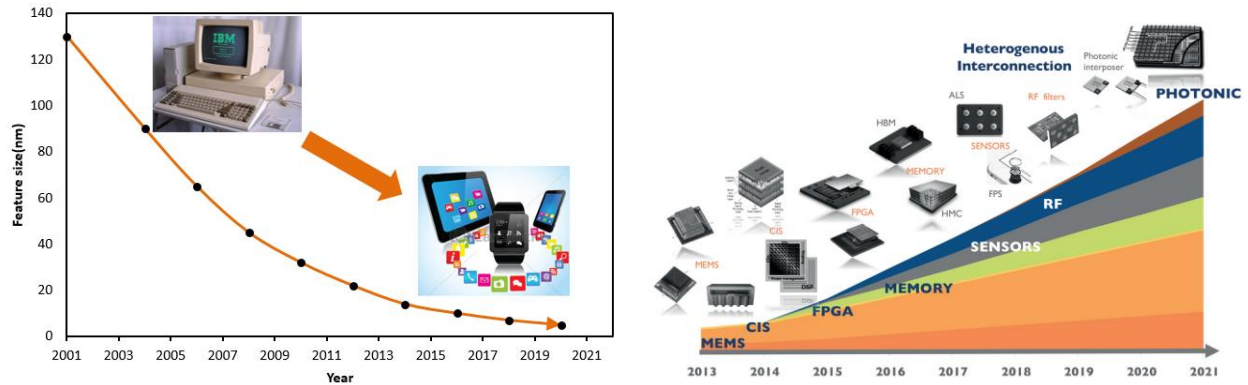 140
120
100
80
60
40
20
0
Feature size(nm)
IBM
2001
2003
2005
2007
2009
2011
2013
2015
2017
2019
2021
Year
Heterogenous
Interconnection
Photonic
interposer
PHOTONIC
ALS
RF filters
HBM
SENSORS
MEMORY
FPS
HMC
RF
FPGA
CIS
MEMS
DSP
SENSORS
MEMORY
FPGA
CIS
MEMS
2013
2014
2015
2016
2017
2018
2019
2020
2021